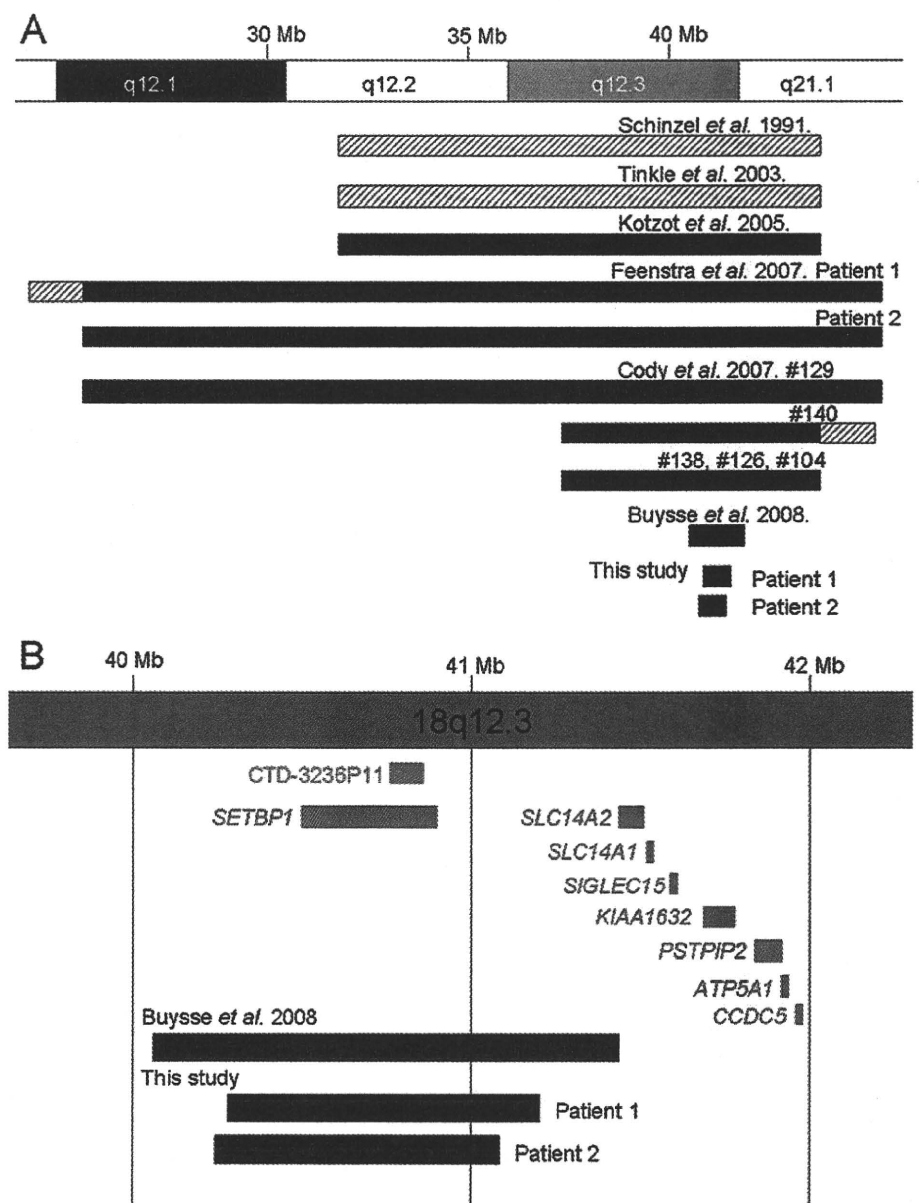 A
30 Mb 35 Mb 40 Mb
q12.1 q12.2 q12.3 q21.1
Schinzel et al. 1991.
Tinkle et al. 2003.
Kotzot et al. 2005.
Feenstra et al. 2007. Patient 1
Patient 2
Cody et al. 2007. #129
#140
#138, #126, #104
Buysse et al. 2008.
This study Patient 1
Patient 2
B
40 Mb 41 Mb 42 Mb
18q12.3
CTD-3236P11
SETBP1 SLC14A2
SLC14A1
SIGLEC15
KIAA1632
PSTPIP2
ATP5A1
CCDC5
Buysse et al. 2008
This study
Patient 1
Patient 2